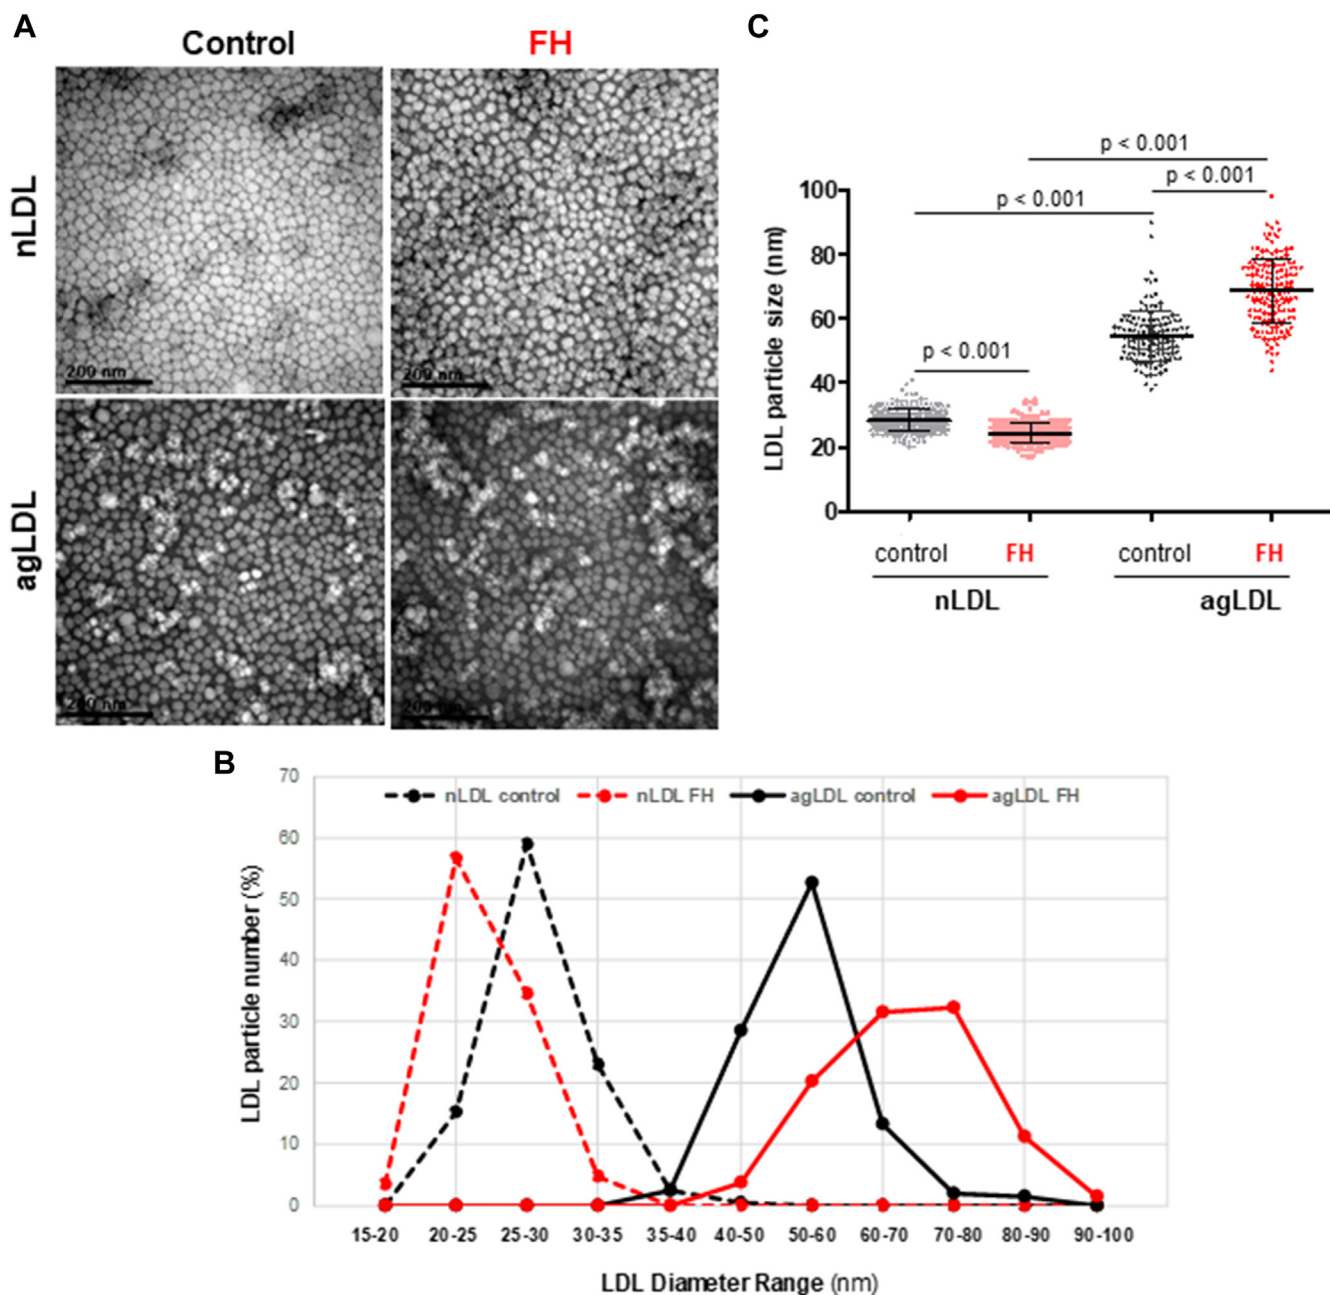 A
Control
FH
nLDL
200 nm
200 nm
agLDL
200 nm
200 nm
C
p < 0.001
p < 0.001
p < 0.001
p < 0.001
LDL particle size (nm)
100
80
60
40
20
0
control
FH
control
FH
nLDL
agLDL
B
nLDL control
nLDL FH
agLDL control
agLDL FH
LDL particle number (%)
70
60
50
40
30
20
10
0
15-20
20-25
25-30
30-35
35-40
40-50
50-60
60-70
70-80
80-90
90-100
LDL Diameter Range (nm)